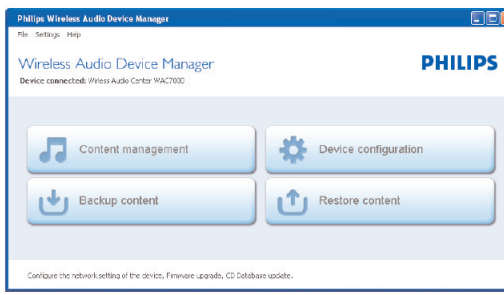 Philips Wireless Audio Device Manager
File Settings Help
Wireless Audio Device Manager
PHILIPS
Device connected: Wirless Audio Center WAC7000
Content management
Device configuration
Backup content
Restore content
Configure the network setting of the device, Firmware upgrade, CD Database update.